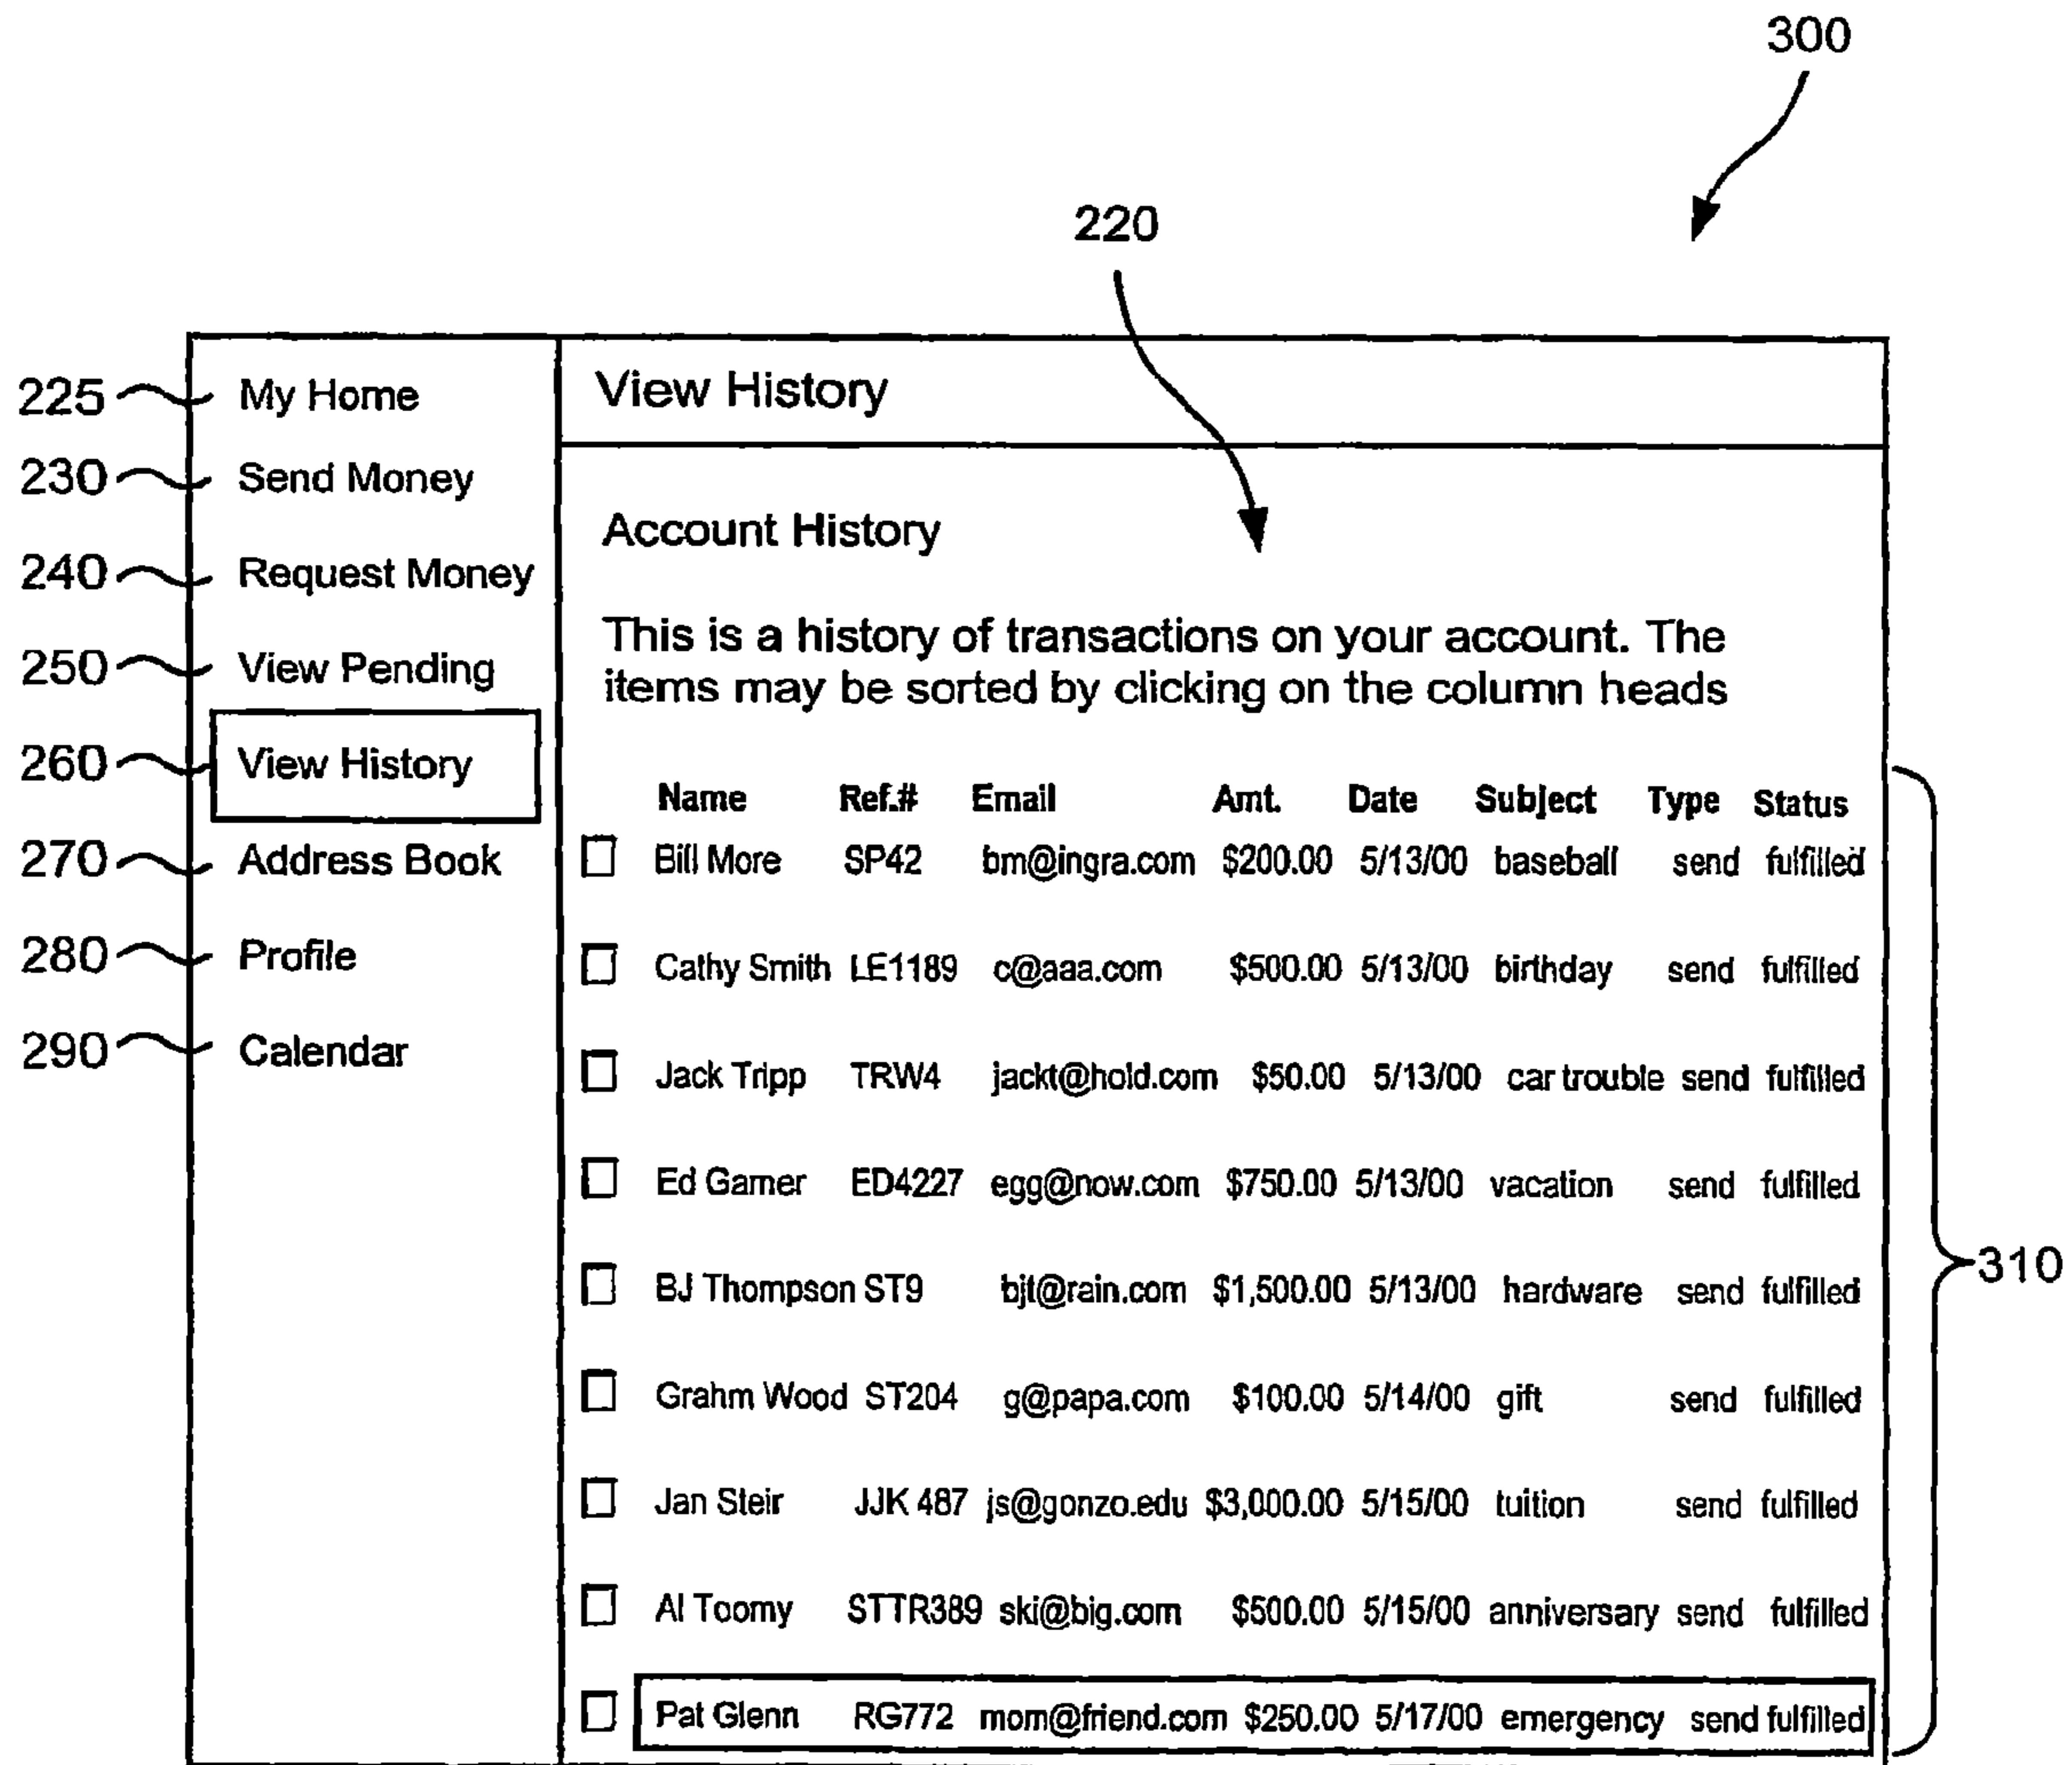 300
220
225 My Home
230 Send Money
240 Request Money
250 View Pending
260 View History
270 Address Book
280 Profile
290 Calendar
View History
Account History
This is a history of transactions on your account. The
items may be sorted by clicking on the column heads
Name Ref.# Email Amt. Date Subject Type Status
Bill More SP42 bm@ingra.com $200.00 5/13/00 baseball send fulfilled
Cathy Smith LE1189 c@aaa.com $500.00 5/13/00 birthday send fulfilled
Jack Tripp TRW4 jackt@hold.com $50.00 5/13/00 car trouble send fulfilled
Ed Garner ED4227 egg@now.com $750.00 5/13/00 vacation send fulfilled
BJ Thompson ST9 bjt@rain.com $1,500.00 5/13/00 hardware send fulfilled
Grahm Wood ST204 g@papa.com $100.00 5/14/00 gift send fulfilled
Jan Steir JJK 487 js@gonzo.edu $3,000.00 5/15/00 tuition send fulfilled
Al Toomy STTR389 ski@big.com $500.00 5/15/00 anniversary send fulfilled
Pat Glenn RG772 mom@friend.com $250.00 5/17/00 emergency send fulfilled
310